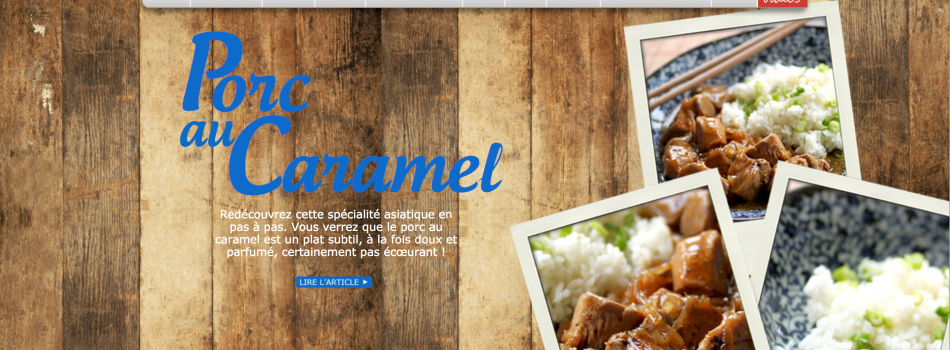 Porc
au
Caramel
Redécouvrez cette spécialité asiatique en
pas à pas. Vous verrez que le porc au
caramel est un plat subtil, à la fois doux et
parfumé, certainement pas écœurant !
LIRE L'ARTICLE